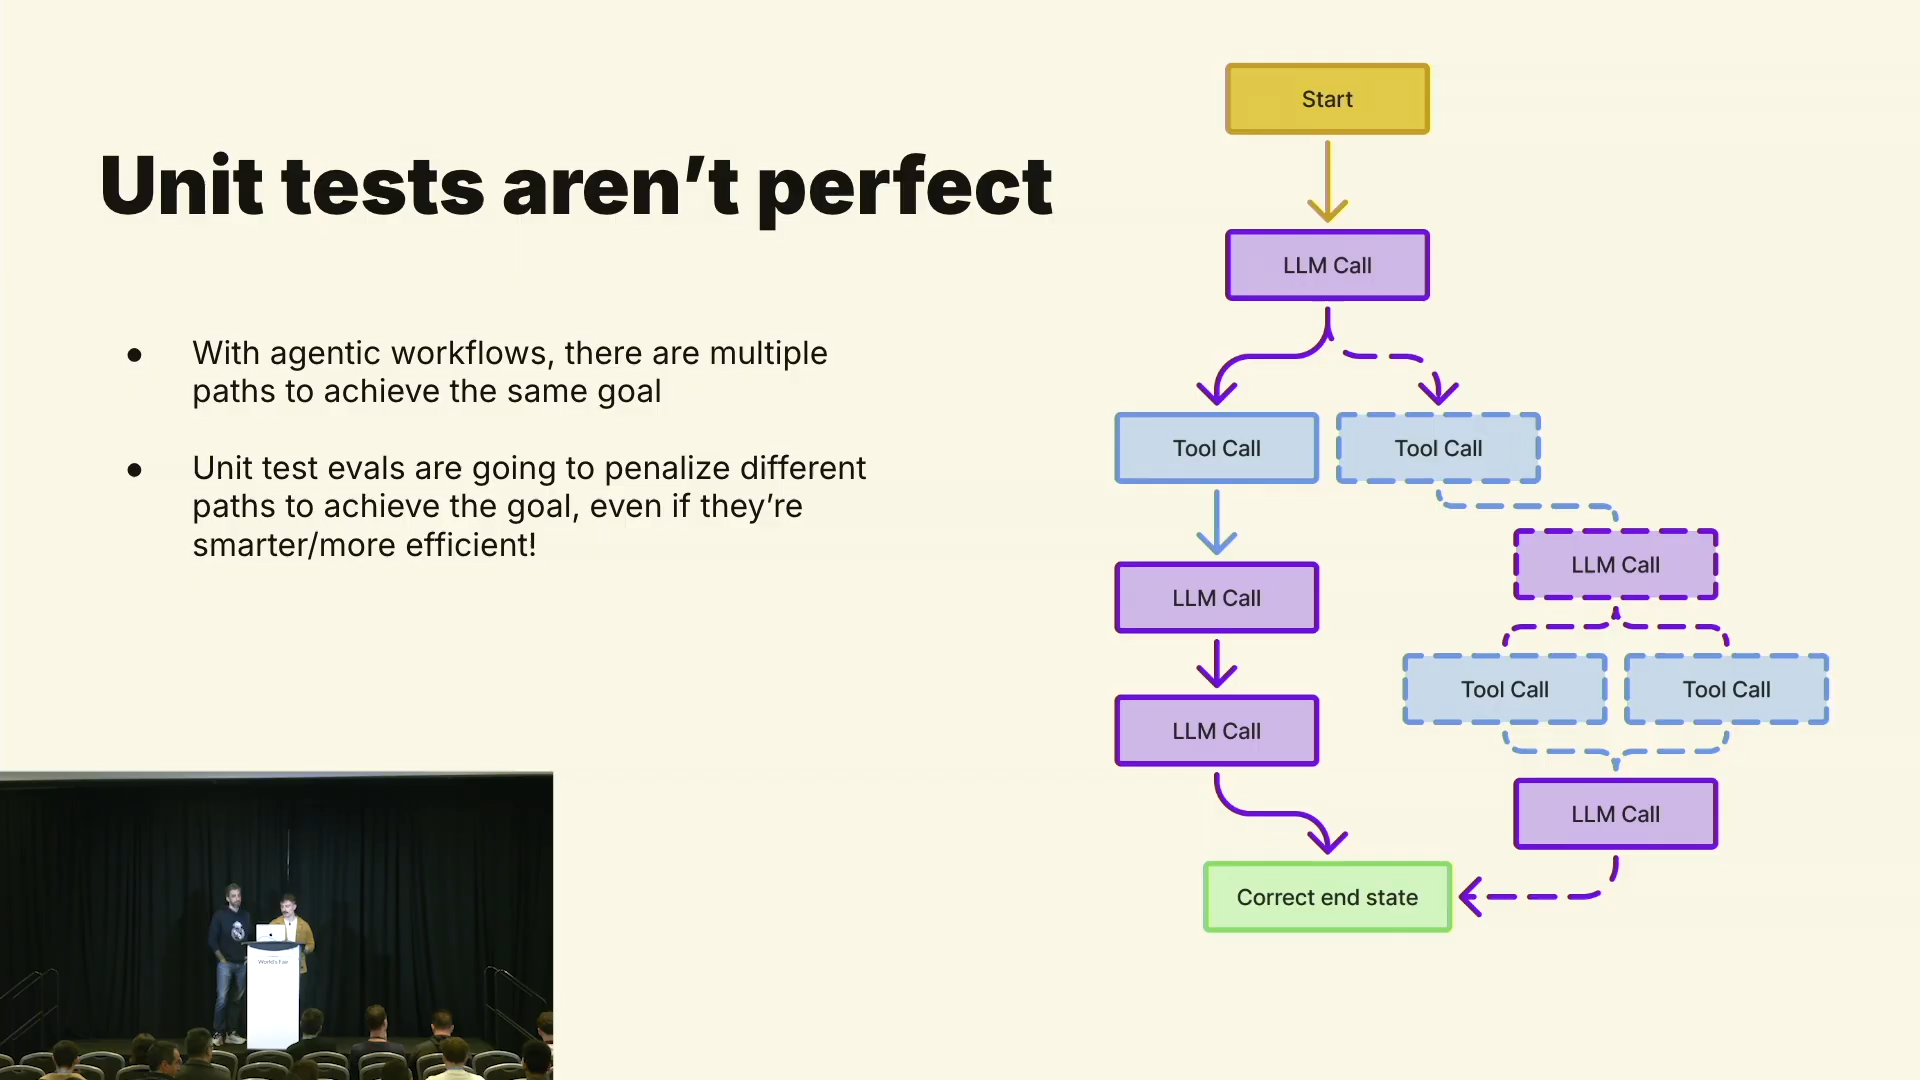 Unit tests aren’t perfect
● With agentic workflows, there are multiple
paths to achieve the same goal
● Unit test evals are going to penalize different
paths to achieve the goal, even if they’re
smarter/more efficient!
Start
LLM Call
Tool Call
Tool Call
LLM Call
LLM Call
Tool Call
Tool Call
LLM Call
LLM Call
Correct end state
World's Fair